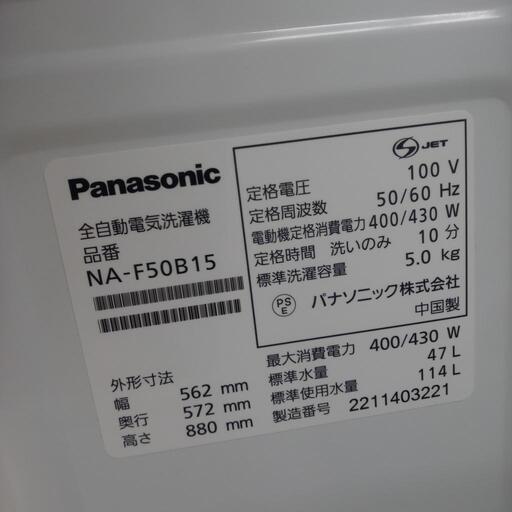 Panasonic
全自動電気洗濯機
品番
NA-F50B15
外形寸法
幅 562 mm
奥行 572 mm
高さ 880 mm
S JET
定格電圧 100 V
定格周波数 50/60 Hz
電動機定格消費電力 400/430 W
定格時間 洗いのみ 10 分
標準洗濯容量 5.0 kg
PS E パナソニック株式会社
中国製
最大消費電力 400/430 W
標準水量 47 L
標準使用水量 114 L
製造番号 2211403221